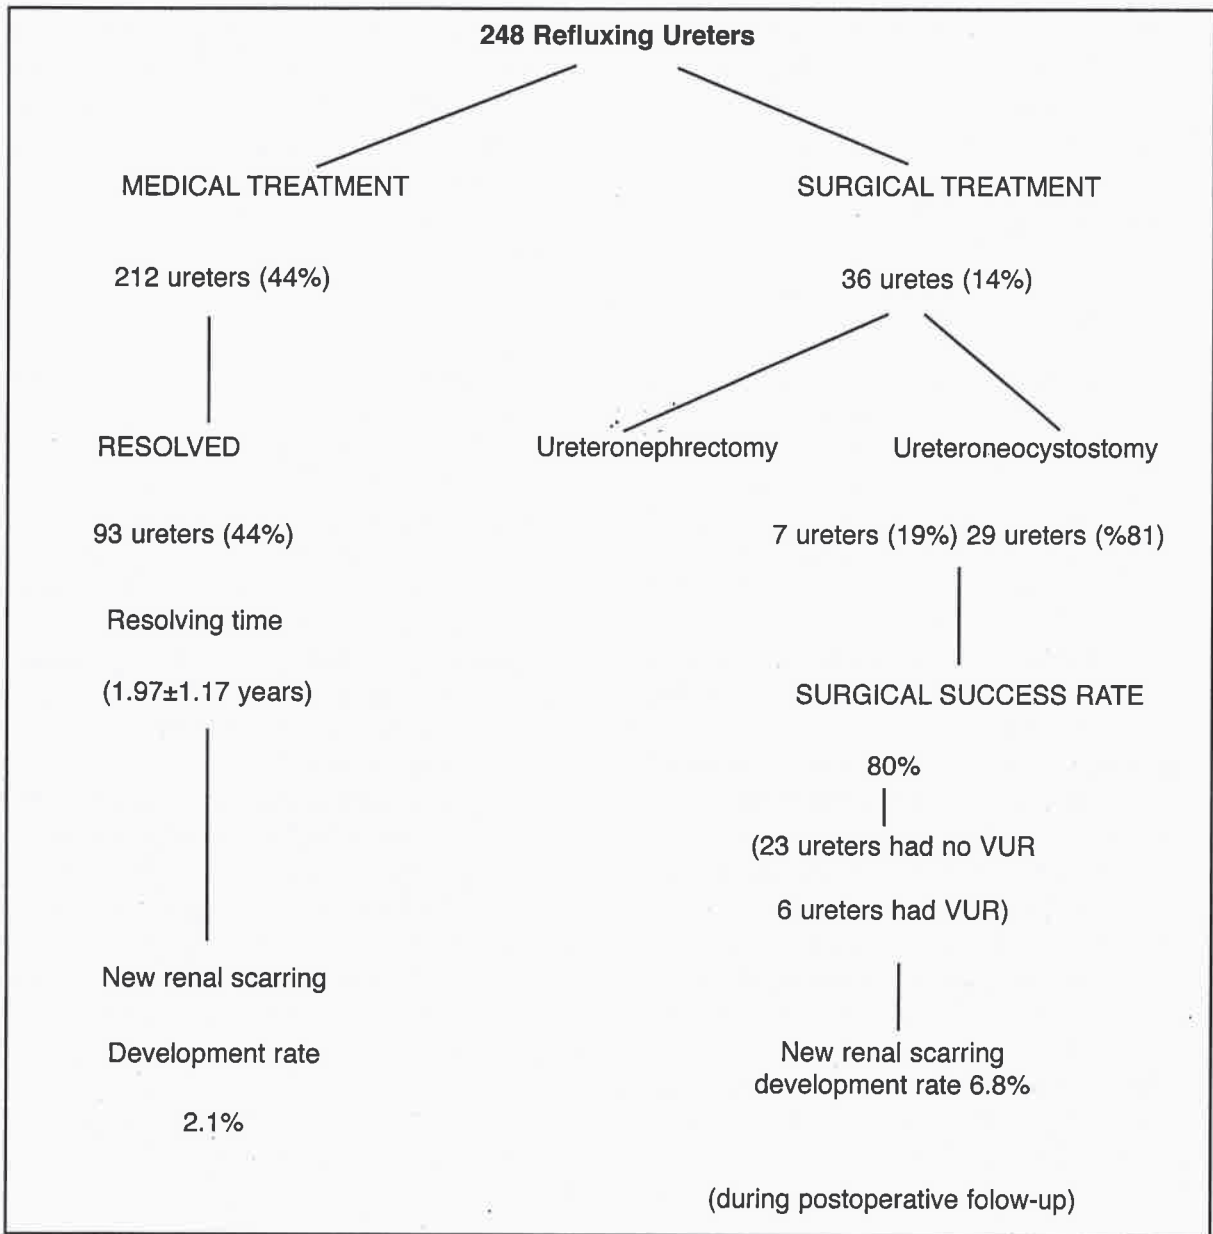 248 Refluxing Ureters
MEDICAL TREATMENT
SURGICAL TREATMENT
212 ureters (44%)
36 uretes (14%)
RESOLVED
Ureteronephrectomy
Ureteroneocystostomy
93 ureters (44%)
7 ureters (19%) 29 ureters (%81)
Resolving time
(1.97±1.17 years)
SURGICAL SUCCESS RATE
80%
(23 ureters had no VUR
6 ureters had VUR)
New renal scarring
Development rate
2.1%
New renal scarring
development rate 6.8%
(during postoperative folow-up)